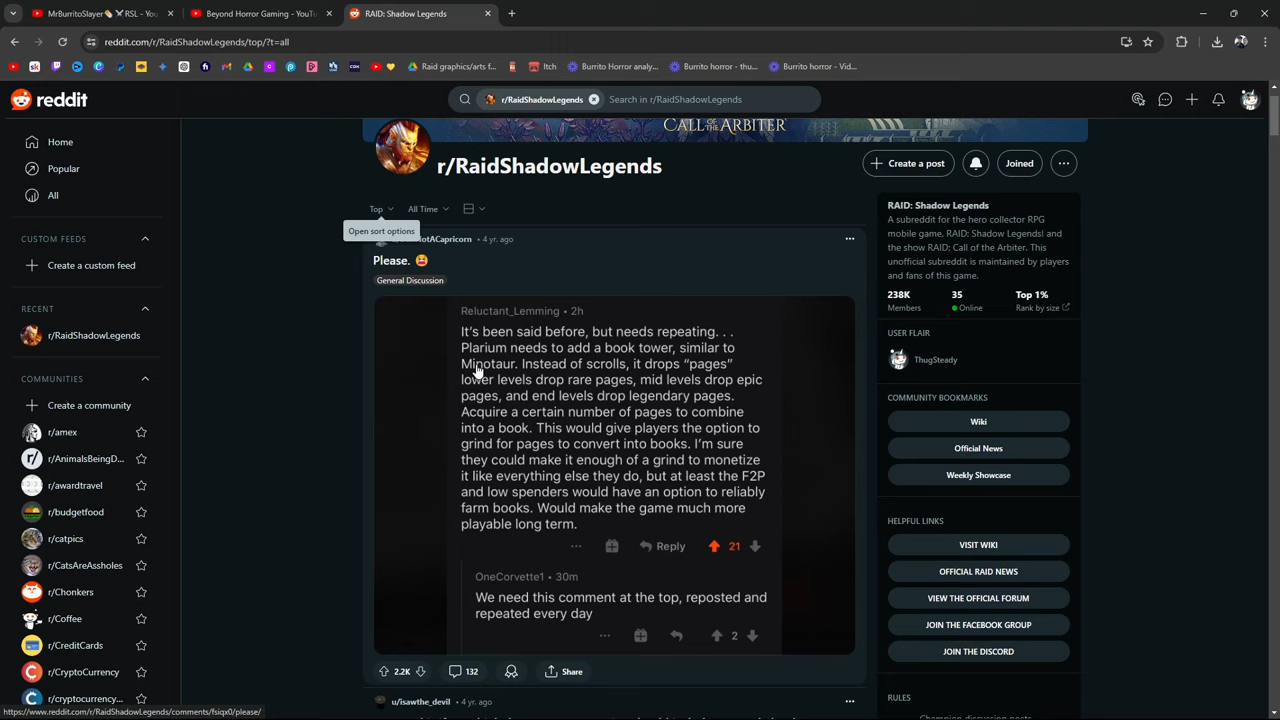 MrBurritoSlayer🌯⚔️RSL - You
Beyond Horror Gaming - YouTube
RAID: Shadow Legends
reddit.com/r/RaidShadowLegends/top/?t=all
Raid graphics/arts f...
Itch
Burrito Horror analy...
Burrito horror - thu...
Burrito horror - Vid...
reddit
r/RaidShadowLegends
Search in r/RaidShadowLegends
CALL OF THE ARBITER
r/RaidShadowLegends
Create a post
Joined
Home
Popular
All
CUSTOM FEEDS
Create a custom feed
RECENT
r/RaidShadowLegends
COMMUNITIES
Create a community
r/amex
r/AnimalsBeingD...
r/awardtravel
r/budgetfood
r/catpics
r/CatsAreAssholes
r/Chonkers
r/Coffee
r/CreditCards
r/CryptoCurrency
r/cryptocurrency...
https://www.reddit.com/r/RaidShadowLegends/comments/fsiqx0/please/
Top
All Time
Open sort options
otACapricorn • 4 yr. ago
Please. 😫
General Discussion
Reluctant_Lemming • 2h
It's been said before, but needs repeating. . .
Plarium needs to add a book tower, similar to
Minotaur. Instead of scrolls, it drops “pages”
lower levels drop rare pages, mid levels drop epic
pages, and end levels drop legendary pages.
Acquire a certain number of pages to combine
into a book. This would give players the option to
grind for pages to convert into books. I'm sure
they could make it enough of a grind to monetize
it like everything else they do, but at least the F2P
and low spenders would have an option to reliably
farm books. Would make the game much more
playable long term.
Reply
21
OneCorvette1 • 30m
We need this comment at the top, reposted and
repeated every day
2
2.2K
132
Share
u/isawthe_devil • 4 yr. ago
RAID: Shadow Legends
A subreddit for the hero collector RPG
mobile game, RAID: Shadow Legends! and
the show RAID: Call of the Arbiter. This
unofficial subreddit is maintained by players
and fans of this game.
238K
35
Top 1%
Members
Online
Rank by size
USER FLAIR
ThugSteady
COMMUNITY BOOKMARKS
Wiki
Official News
Weekly Showcase
HELPFUL LINKS
VISIT WIKI
OFFICIAL RAID NEWS
VIEW THE OFFICIAL FORUM
JOIN THE FACEBOOK GROUP
JOIN THE DISCORD
RULES
Champion discussion posts